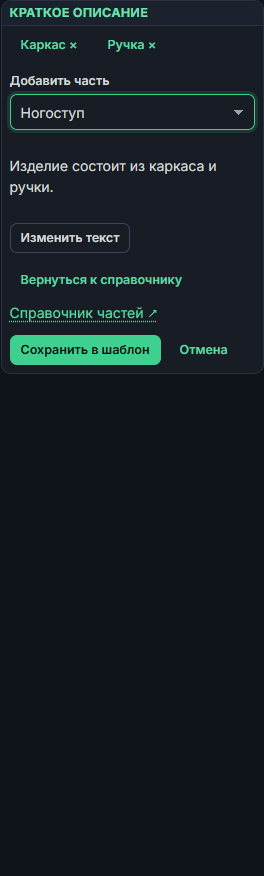 КРАТКОЕ ОПИСАНИЕ
Каркас × Ручка ×
Добавить часть
Ногоступ
Изделие состоит из каркаса и
ручки.
Изменить текст
Вернуться к справочнику
Справочник частей ↗
Сохранить в шаблон Отмена